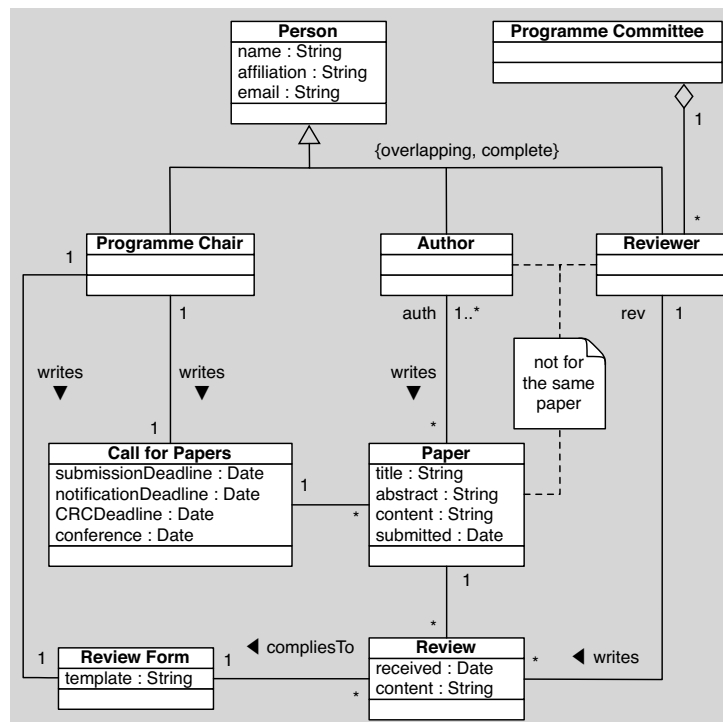 Person
name : String
affiliation : String
email : String
Programme Committee
1
*
{overlapping, complete}
Programme Chair
Author
Reviewer
1
1
auth
1..*
rev
1
writes
writes
writes
not for
the same
paper
1
*
Call for Papers
submissionDeadline : Date
notificationDeadline : Date
CRCDeadline : Date
conference : Date
1
*
Paper
title : String
abstract : String
content : String
submitted : Date
1
*
1
Review Form
template : String
1
compliesTo
*
Review
received : Date
content : String
*
writes